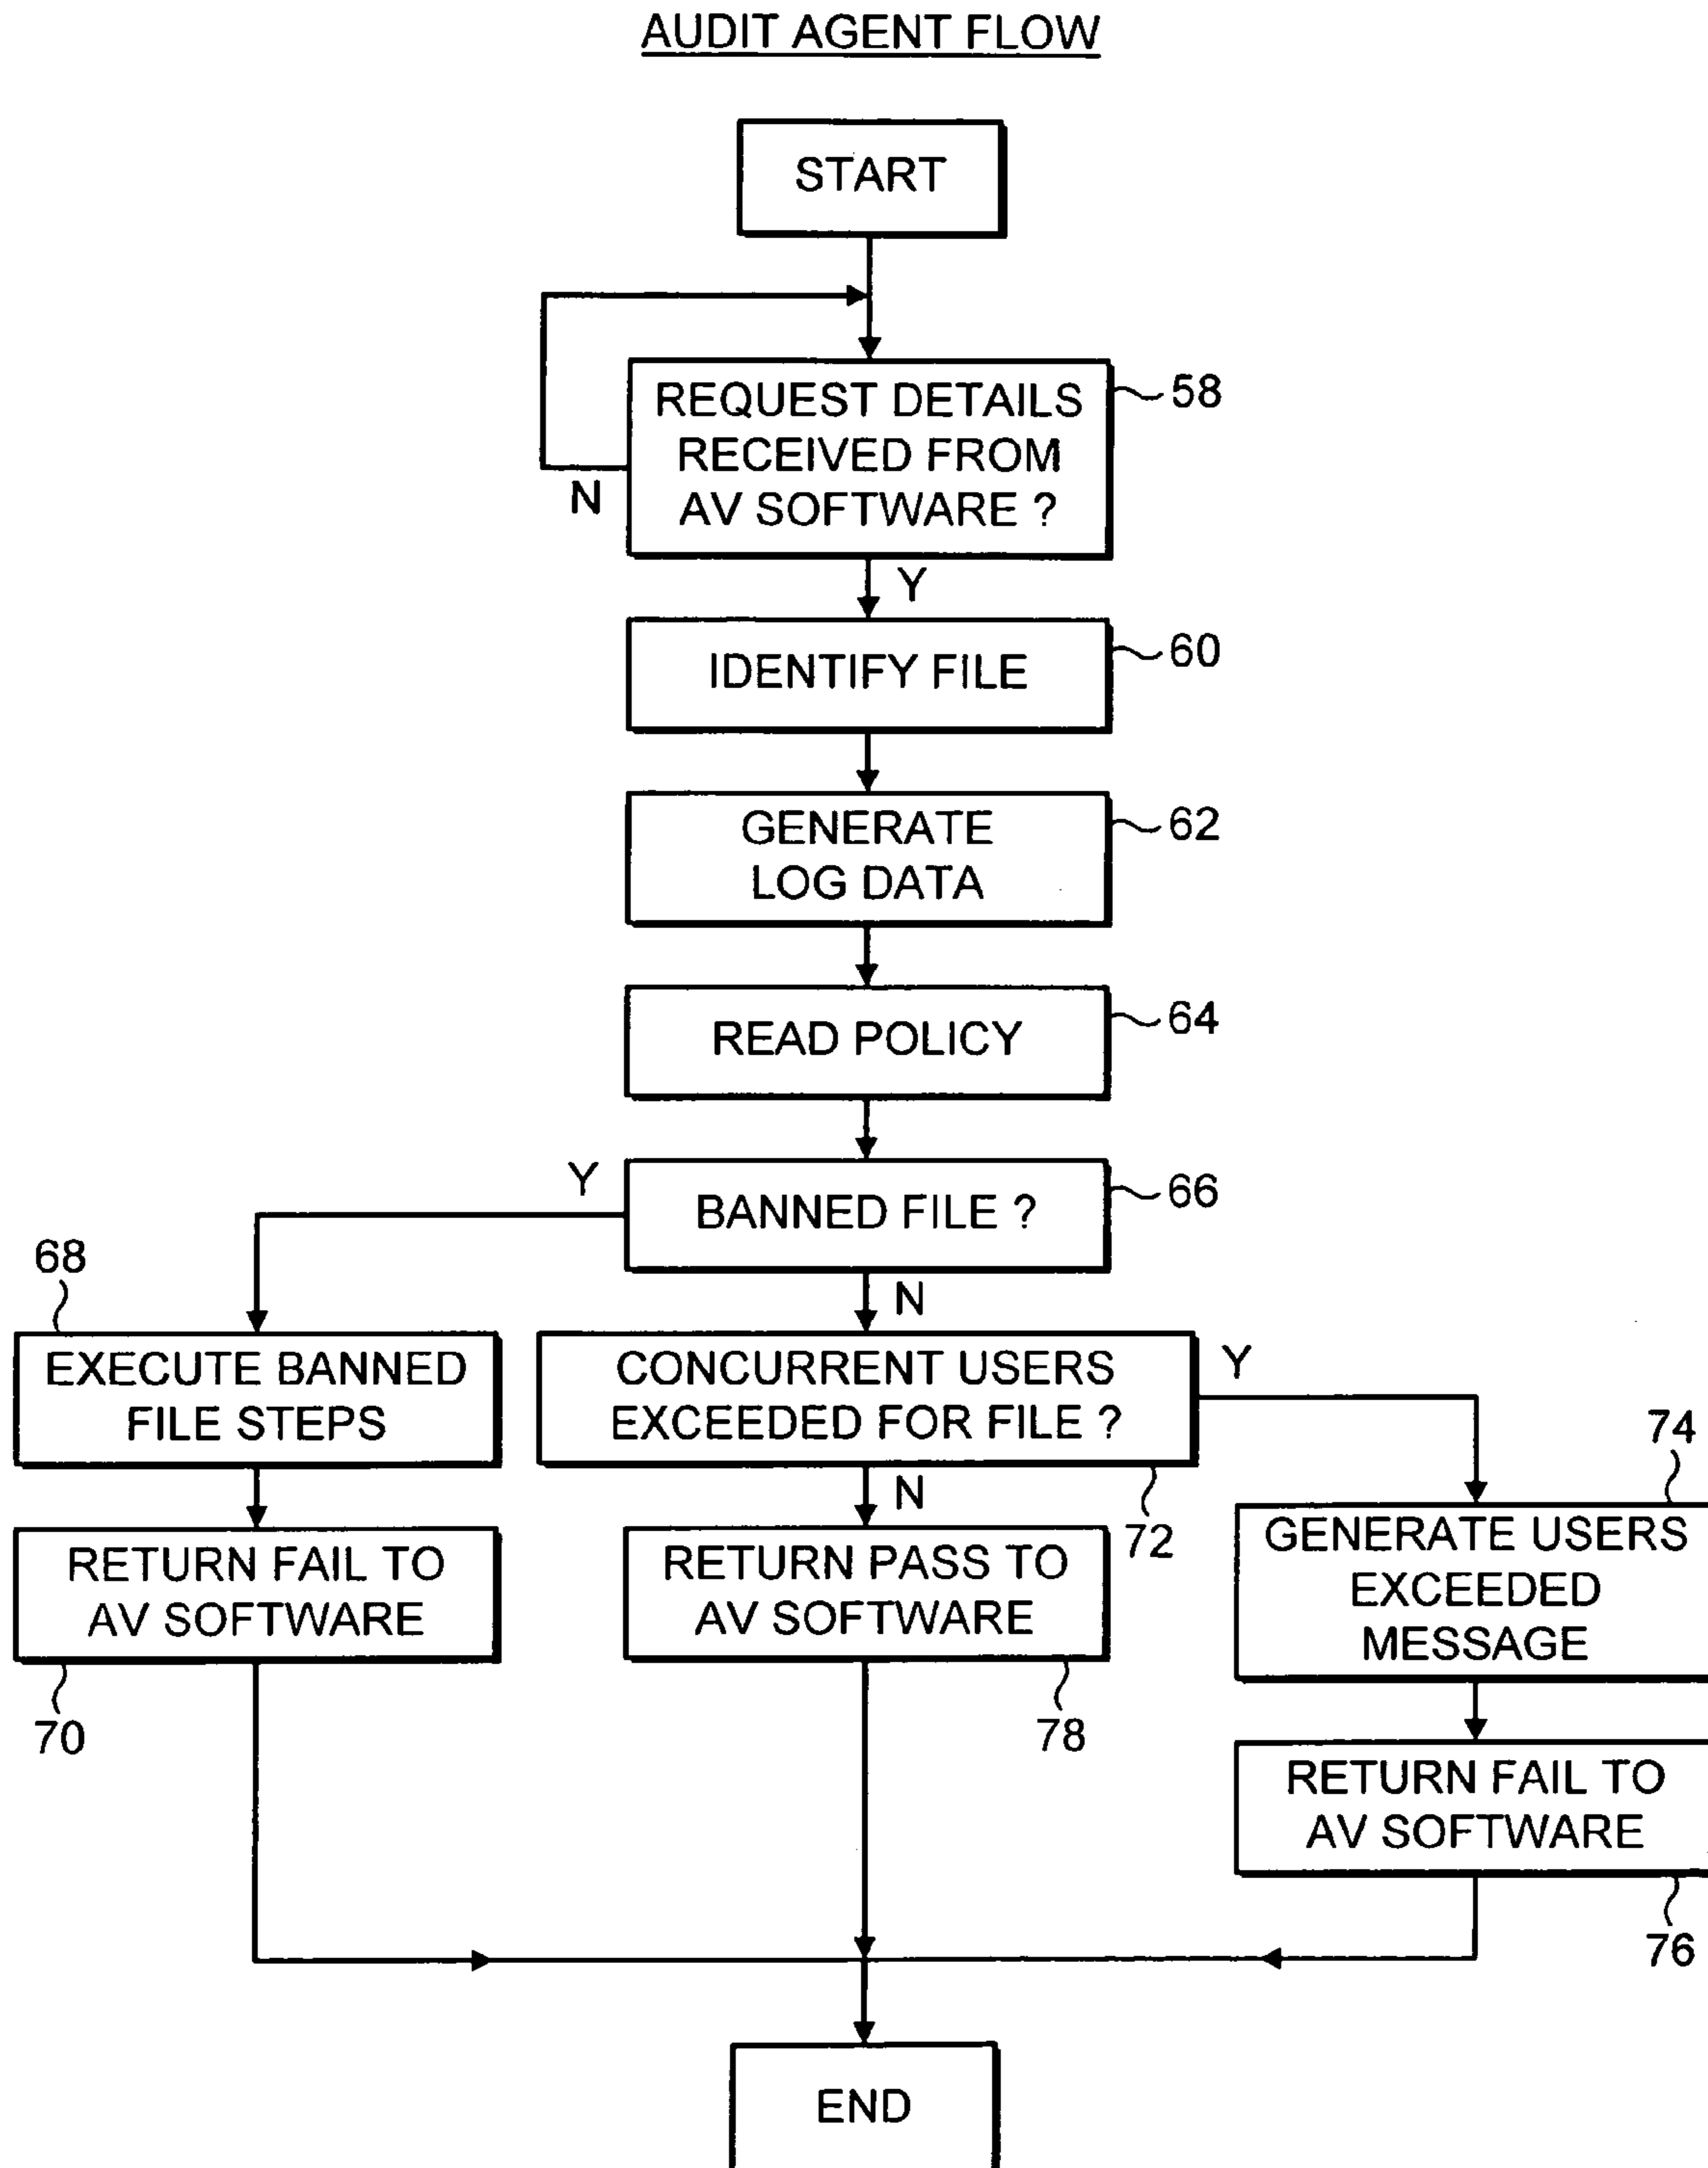 AUDIT AGENT FLOW
START
REQUEST DETAILS
RECEIVED FROM
AV SOFTWARE ?
58
N
Y
IDENTIFY FILE
60
GENERATE
LOG DATA
62
READ POLICY
64
Y
BANNED FILE ?
66
N
68
EXECUTE BANNED
FILE STEPS
CONCURRENT USERS
EXCEEDED FOR FILE ?
Y
72
N
74
RETURN FAIL TO
AV SOFTWARE
70
RETURN PASS TO
AV SOFTWARE
78
GENERATE USERS
EXCEEDED
MESSAGE
RETURN FAIL TO
AV SOFTWARE
76
END